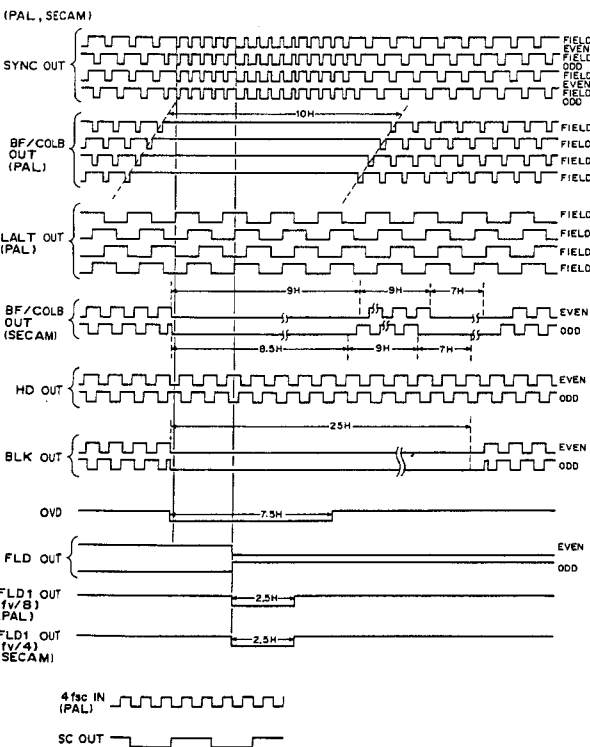 (PAL, SECAM)
SYNC OUT
FIELD
EVEN
FIELD
ODD
FIELD
EVEN
FIELD
ODD
10H
BF/COLB
OUT
(PAL)
FIELD
FIELD
FIELD
FIELD
LALT OUT
(PAL)
FIELD
FIELD
FIELD
FIELD
9H 9H 7H
BF/COLB
OUT
(SECAM)
EVEN
ODD
8.5H 9H 7H
HD OUT
EVEN
ODD
25H
BLK OUT
EVEN
ODD
OVD
7.5H
FLD OUT
EVEN
ODD
FLD1 OUT
(fv/8)
(PAL)
2.5H
FLD1 OUT
(fv/4)
(SECAM)
2.5H
4fsc IN
(PAL)
SC OUT